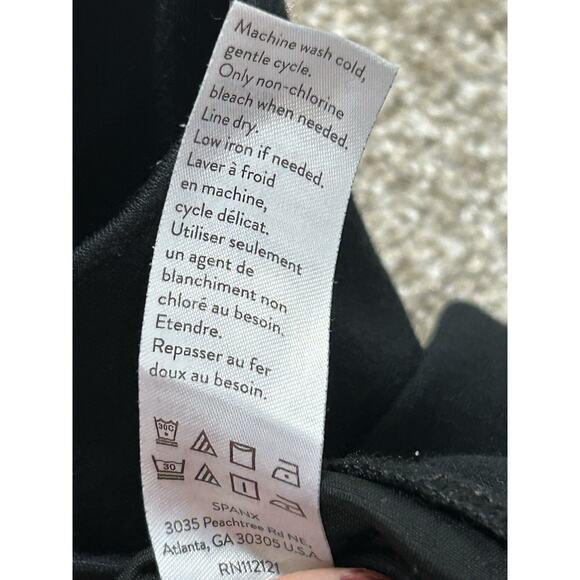 Machine wash cold,
gentle cycle.
Only non-chlorine
bleach when needed.
Line dry.
Low iron if needed.
Laver à froid
en machine,
cycle délicat.
Utiliser seulement
un agent de
blanchiment non
chloré au besoin.
Etendre.
Repasser au fer
doux au besoin.
30C
30
SPANX
3035 Peachtree Rd NE,
Atlanta, GA 30305 U.S.A.
RN112121